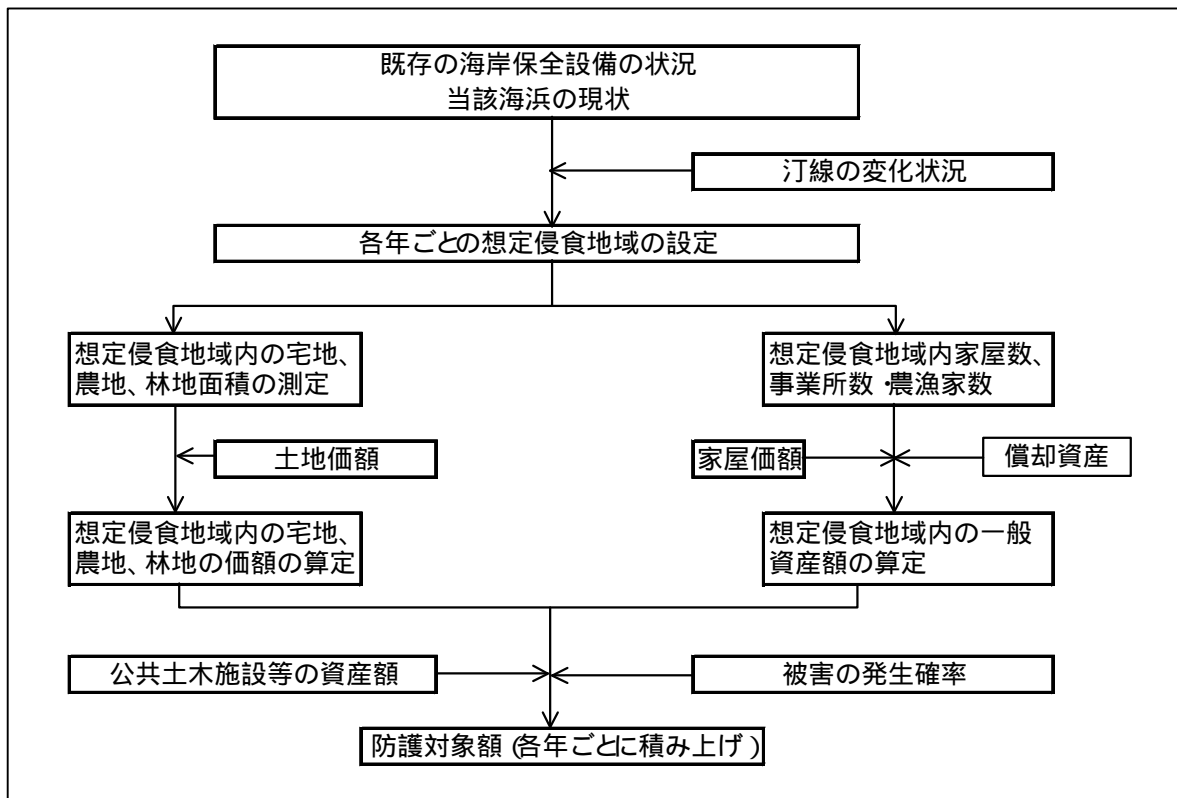 既存の海岸保全設備の状況
当該海浜の現状
汀線の変化状況
各年ごとの想定侵食地域の設定
想定侵食地域内の宅地、
農地、林地面積の測定
想定侵食地域内家屋数、
事業所数・農漁家数
土地価額
家屋価額
償却資産
想定侵食地域内の宅地、
農地、林地の価額の算定
想定侵食地域内の一般
資産額の算定
公共土木施設等の資産額
被害の発生確率
防護対象額(各年ごとに積み上げ)